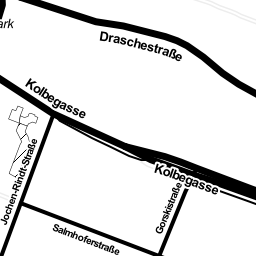 ark
Draschestraße
Kolbegasse
Kolbegasse
Jochen-Rindt-Straße
Gorskistraße
Salmhoferstraße